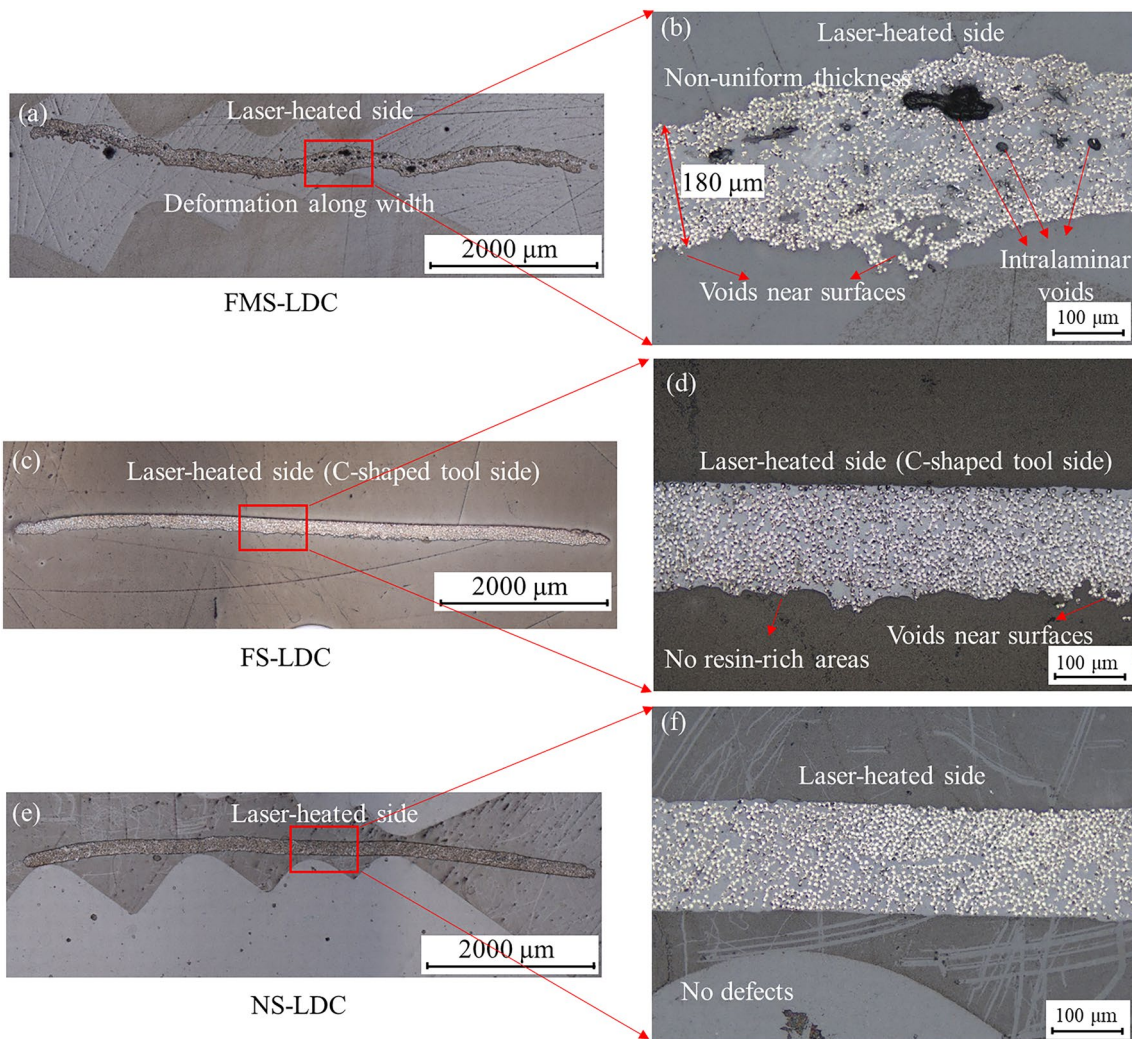 (a)
Laser-heated side
Deformation along width
2000 μm
FMS-LDC
(b)
Laser-heated side
Non-uniform thickness
180 μm
Voids near surfaces
Intralaminar
voids
100 μm
(c)
Laser-heated side (C-shaped tool side)
2000 μm
FS-LDC
(d)
Laser-heated side (C-shaped tool side)
No resin-rich areas
Voids near surfaces
100 μm
(e)
Laser-heated side
2000 μm
NS-LDC
(f)
Laser-heated side
No defects
100 μm